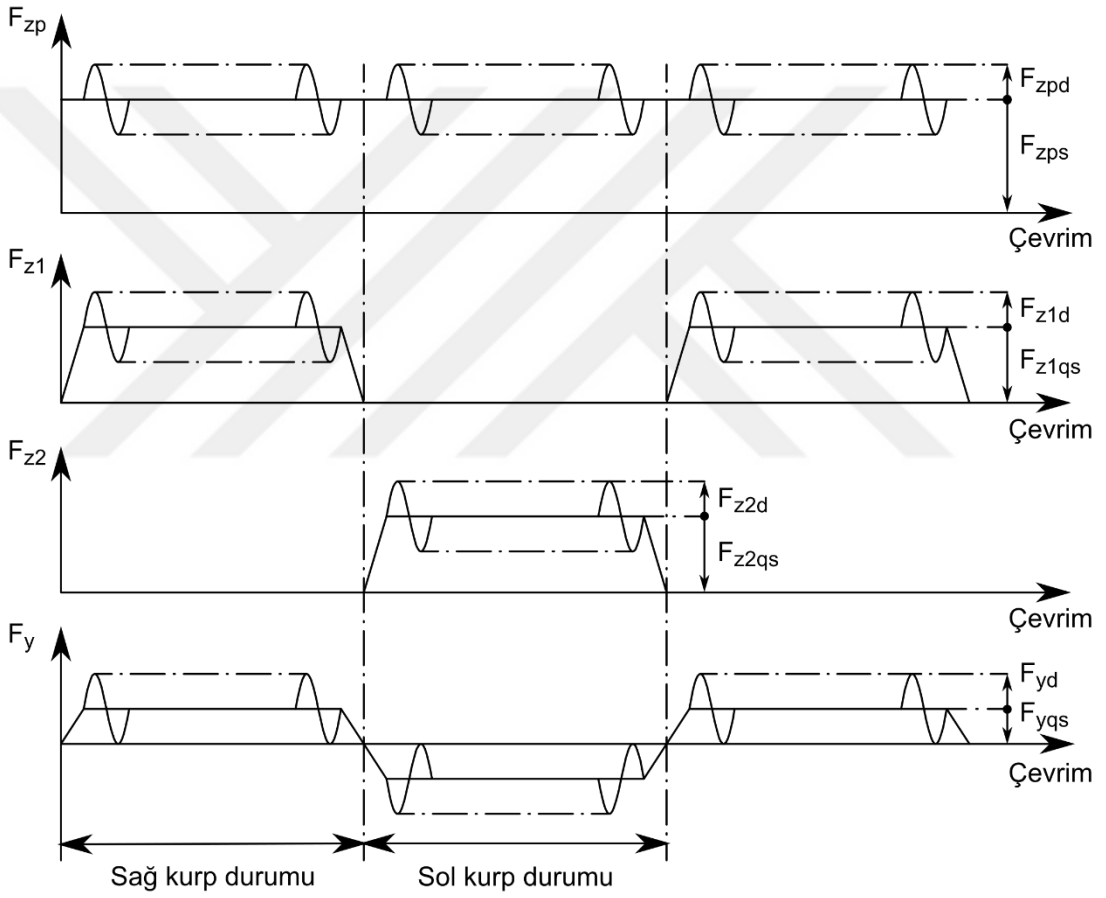 F_zp
F_zpd
F_zps
Çevrim
F_z1
F_z1d
F_z1qs
Çevrim
F_z2
F_z2d
F_z2qs
Çevrim
F_y
F_yd
F_yqs
Çevrim
Sağ kurp durumu Sol kurp durumu